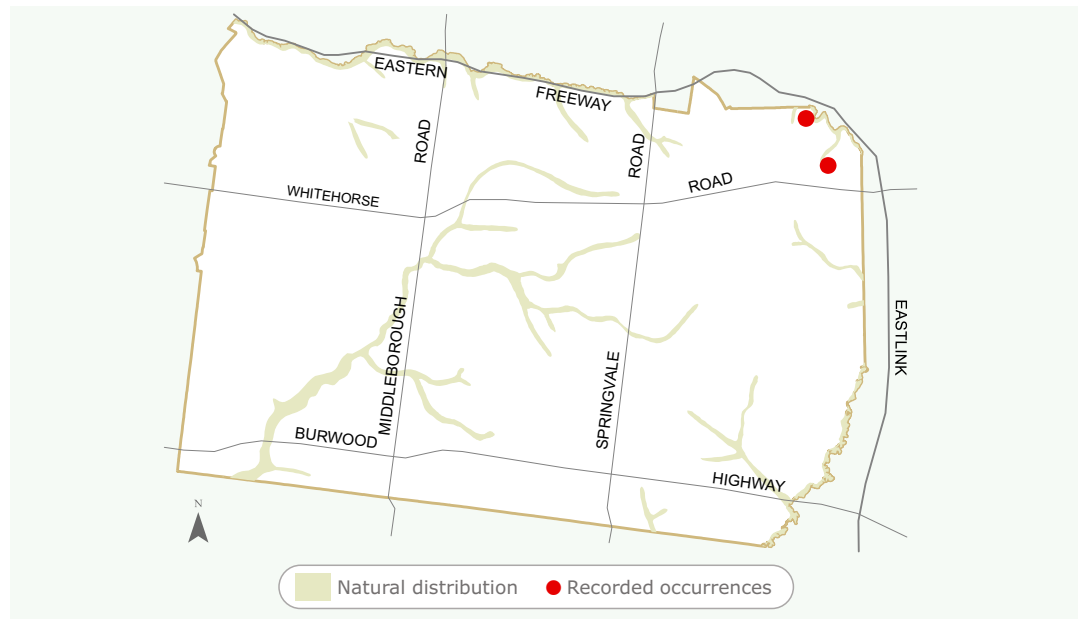 EASTERN
FREEWAY
ROAD
ROAD
WHITEHORSE
ROAD
MIDDLEBOROUGH
EASTLINK
SPRINGVALE
BURWOOD
HIGHWAY
N
Natural distribution
Recorded occurrences